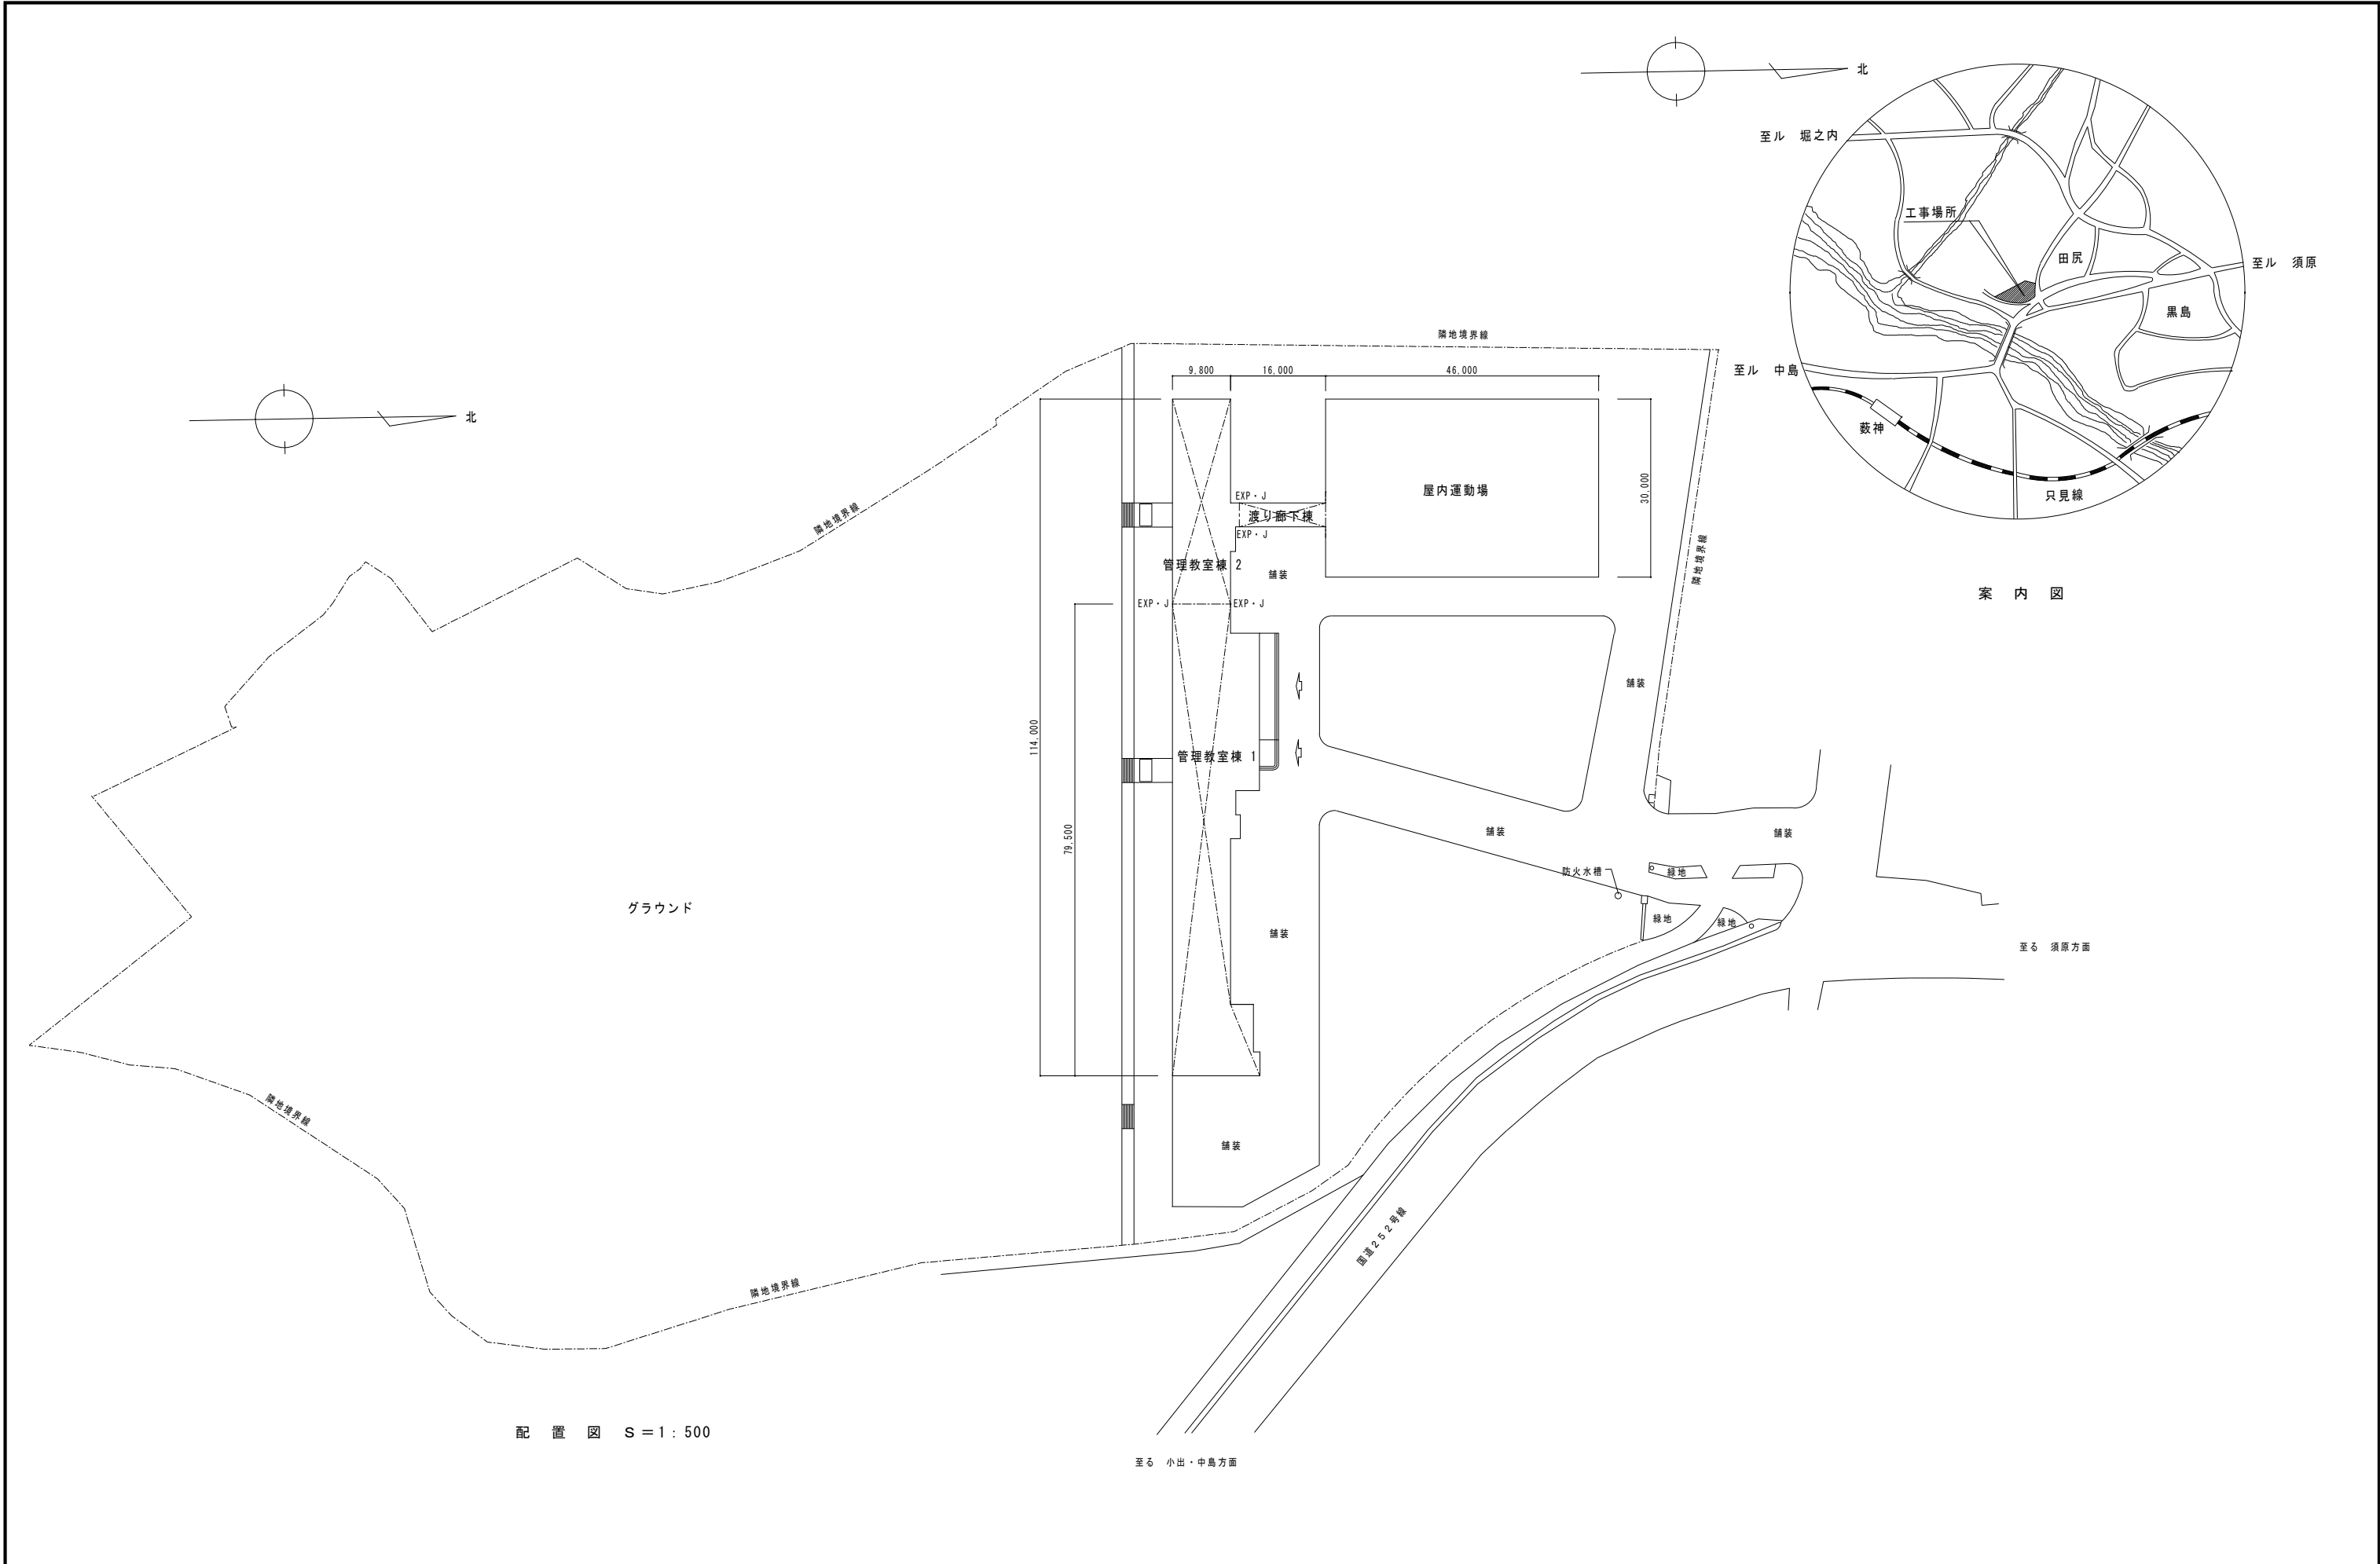 北
至ル 堀之内
工事場所
田尻
至ル 須原
黒島
至ル 中島
薮神
只見線
案 内 図
北
隣地境界線
9,800
16,000
46,000
隣地境界線
EXP・J
屋内運動場
30,000
渡り廊下棟
EXP・J
管理教室棟 2
舗装
隣地境界線
EXP・J
EXP・J
舗装
114,000
管理教室棟 1
79,500
舗装
舗装
防火水槽
緑地
グラウンド
緑地
緑地
舗装
至る 須原方面
隣地境界線
舗装
国道252号線
隣地境界線
配 置 図 S=1:500
至る 小出・中島方面